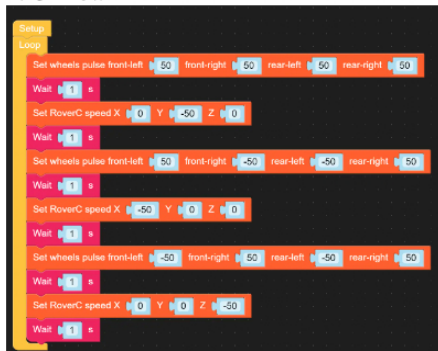 Setup
Loop
Set wheels pulse front-left 50 front-right 50 rear-left 50 rear-right 50
Wait 1 s
Set RoverC speed X 0 Y -50 Z 0
Wait 1 s
Set wheels pulse front-left 50 front-right -50 rear-left -50 rear-right 50
Wait 1 s
Set RoverC speed X -50 Y 0 Z 0
Wait 1 s
Set wheels pulse front-left -50 front-right 50 rear-left -50 rear-right 50
Wait 1 s
Set RoverC speed X 0 Y 0 Z -50
Wait 1 s